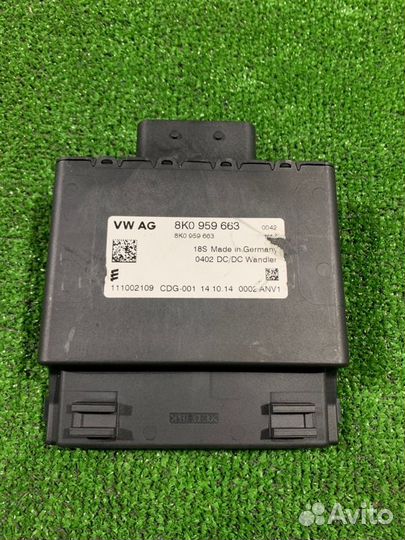 VW AG 8K0 959 663 0042
8K0 959 663
18S Made in Germany
0402 DC/DC Wandler
111002109 CDG-001 14 10.14 0002 ANV1
Avito